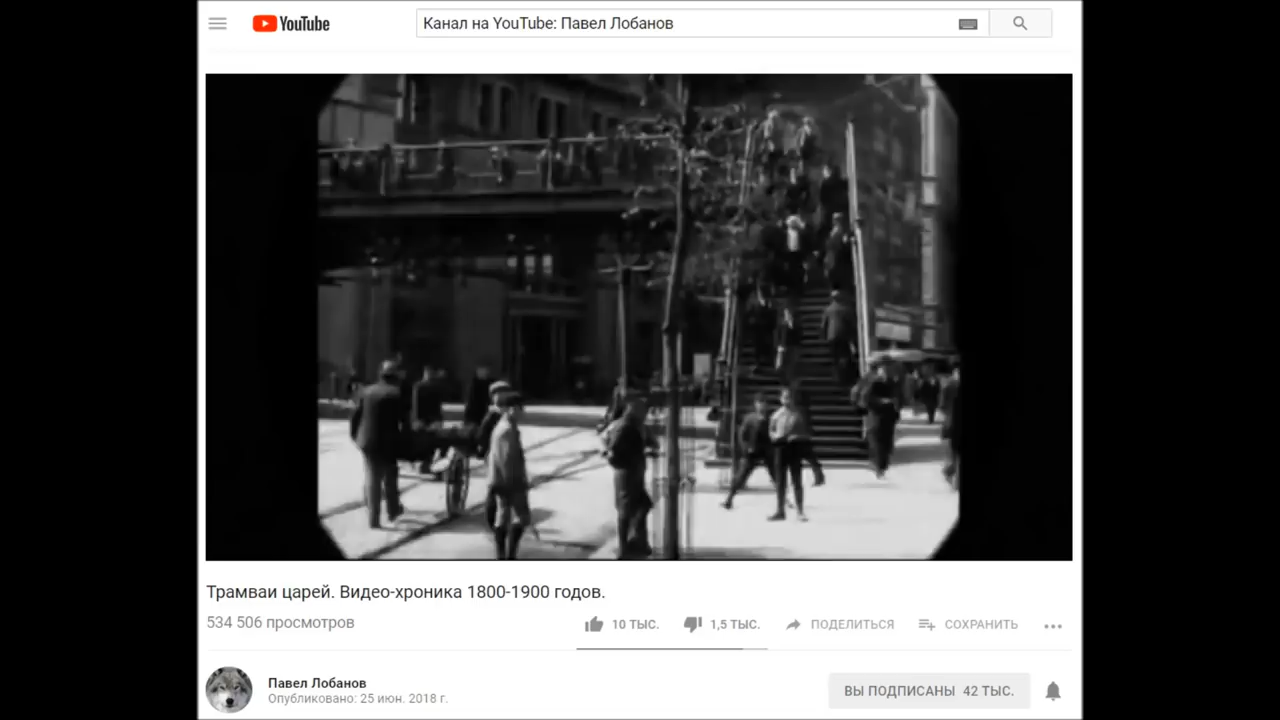 YouTube
Канал на YouTube: Павел Лобанов
Трамваи царей. Видео-хроника 1800-1900 годов.
534 506 просмотров
10 ТЫС. 1,5 ТЫС. ПОДЕЛИТЬСЯ СОХРАНИТЬ
Павел Лобанов
Опубликовано: 25 июн. 2018 г.
ВЫ ПОДПИСАНЫ 42 ТЫС.